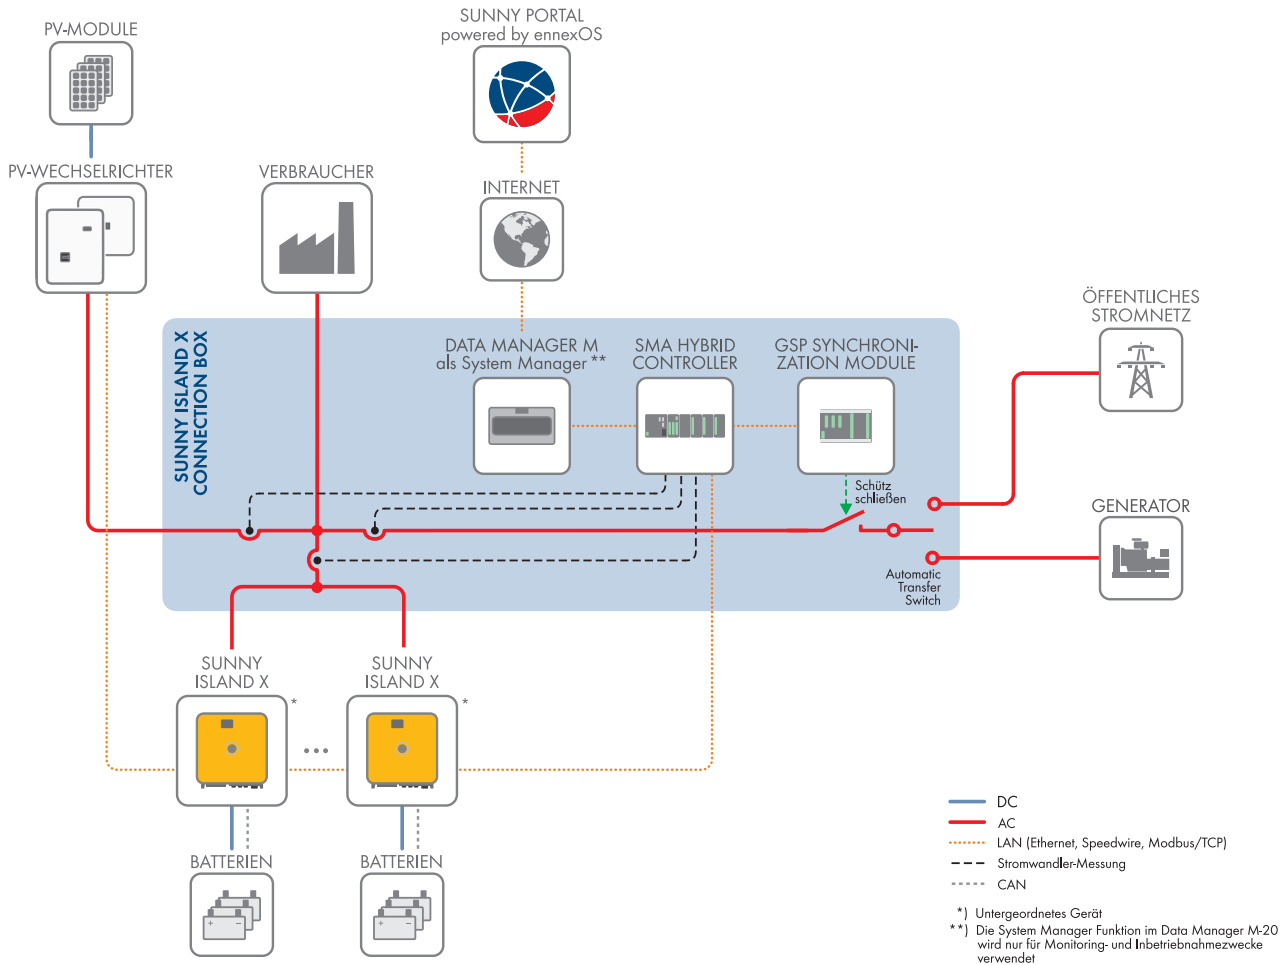 PV-MODULE
SUNNY PORTAL
powered by ennexOS
PV-WECHSELRICHTER
VERBRAUCHER
INTERNET
ÖFFENTLICHES
STROMNETZ
SUNNY ISLAND X
CONNECTION BOX
DATA MANAGER M
als System Manager **
SMA HYBRID
CONTROLLER
GSP SYNCHRONI-
ZATION MODULE
Schütz
schließen
GENERATOR
Automatic
Transfer
Switch
SUNNY
ISLAND X
*
SUNNY
ISLAND X
*
...
BATTERIEN
BATTERIEN
DC
AC
LAN (Ethernet, Speedwire, Modbus/TCP)
Stromwandler-Messung
CAN
*) Untergeordnetes Gerät
**) Die System Manager Funktion im Data Manager M-20
wird nur für Monitoring- und Inbetriebnahmezwecke
verwendet